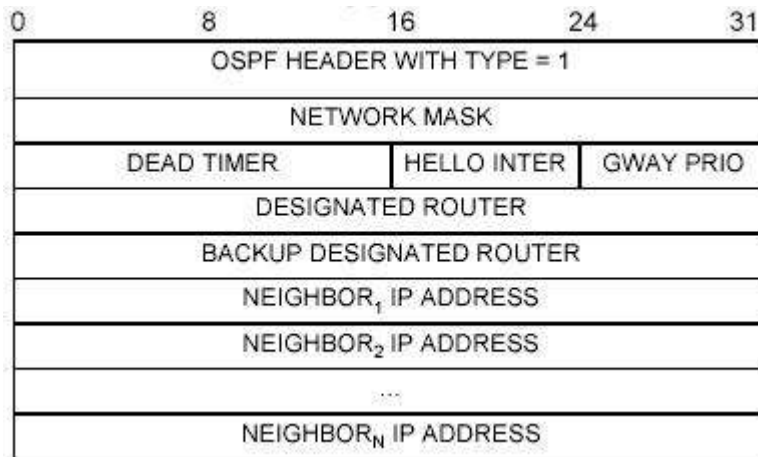 0 8 16 24 31
OSPF HEADER WITH TYPE = 1
NETWORK MASK
DEAD TIMER HELLO INTER GWAY PRIO
DESIGNATED ROUTER
BACKUP DESIGNATED ROUTER
NEIGHBOR₁ IP ADDRESS
NEIGHBOR₂ IP ADDRESS
...
NEIGHBORN IP ADDRESS